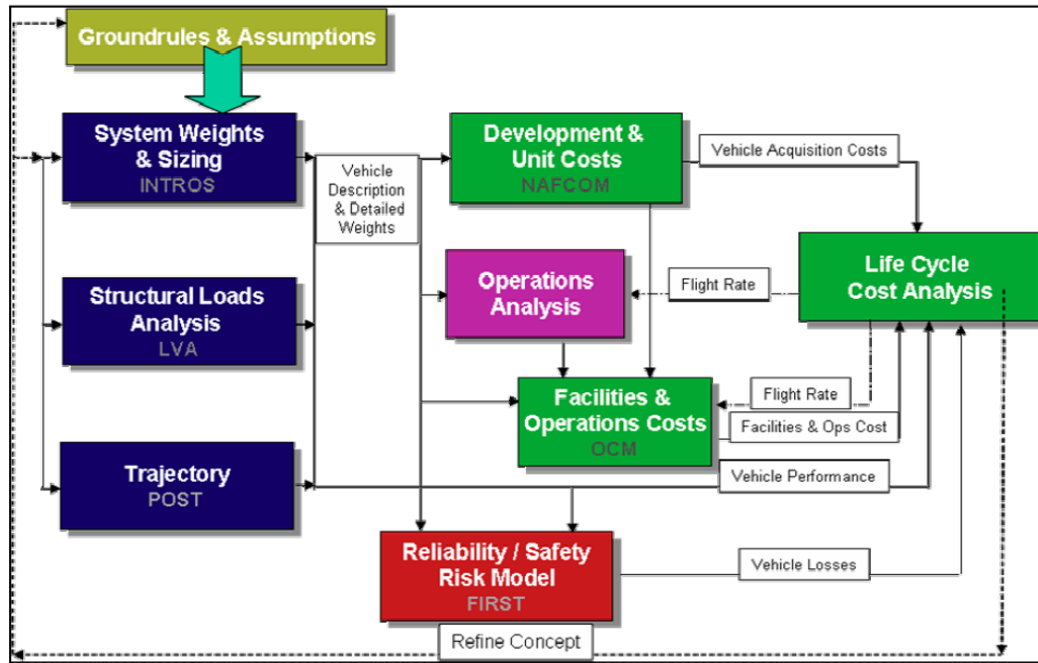 Groundrules & Assumptions
System Weights
& Sizing
INTROS
Vehicle
Description
& Detailed
Weights
Development &
Unit Costs
NAFCOM
Vehicle Acquisition Costs
Structural Loads
Analysis
LVA
Operations
Analysis
Flight Rate
Life Cycle
Cost Analysis
Facilities &
Operations Costs
OCM
Flight Rate
Facilities & Ops Cost
Trajectory
POST
Vehicle Performance
Reliability / Safety
Risk Model
FIRST
Vehicle Losses
Refine Concept